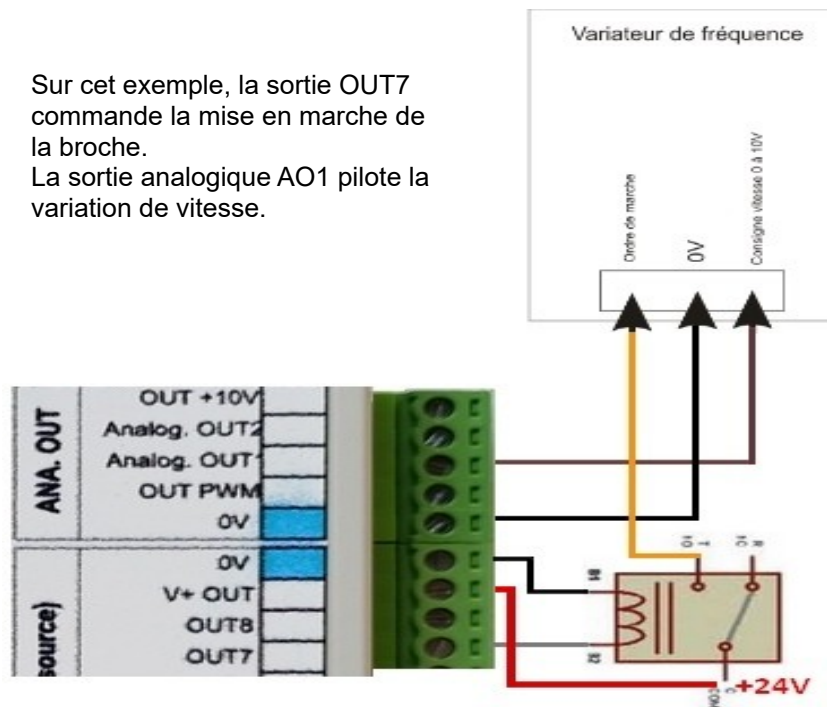 Variateur de fréquence
Sur cet exemple, la sortie OUT7
commande la mise en marche de
la broche.
La sortie analogique AO1 pilote la
variation de vitesse.
Ordre de marche
0V
Consigne vitesse 0 à 10V
ANA. OUT
OUT +10V
Analog. OUT2
Analog. OUT1
OUT PWM
0V
source)
0V
V+ OUT
OUT8
OUT7
B1
B2
+24V